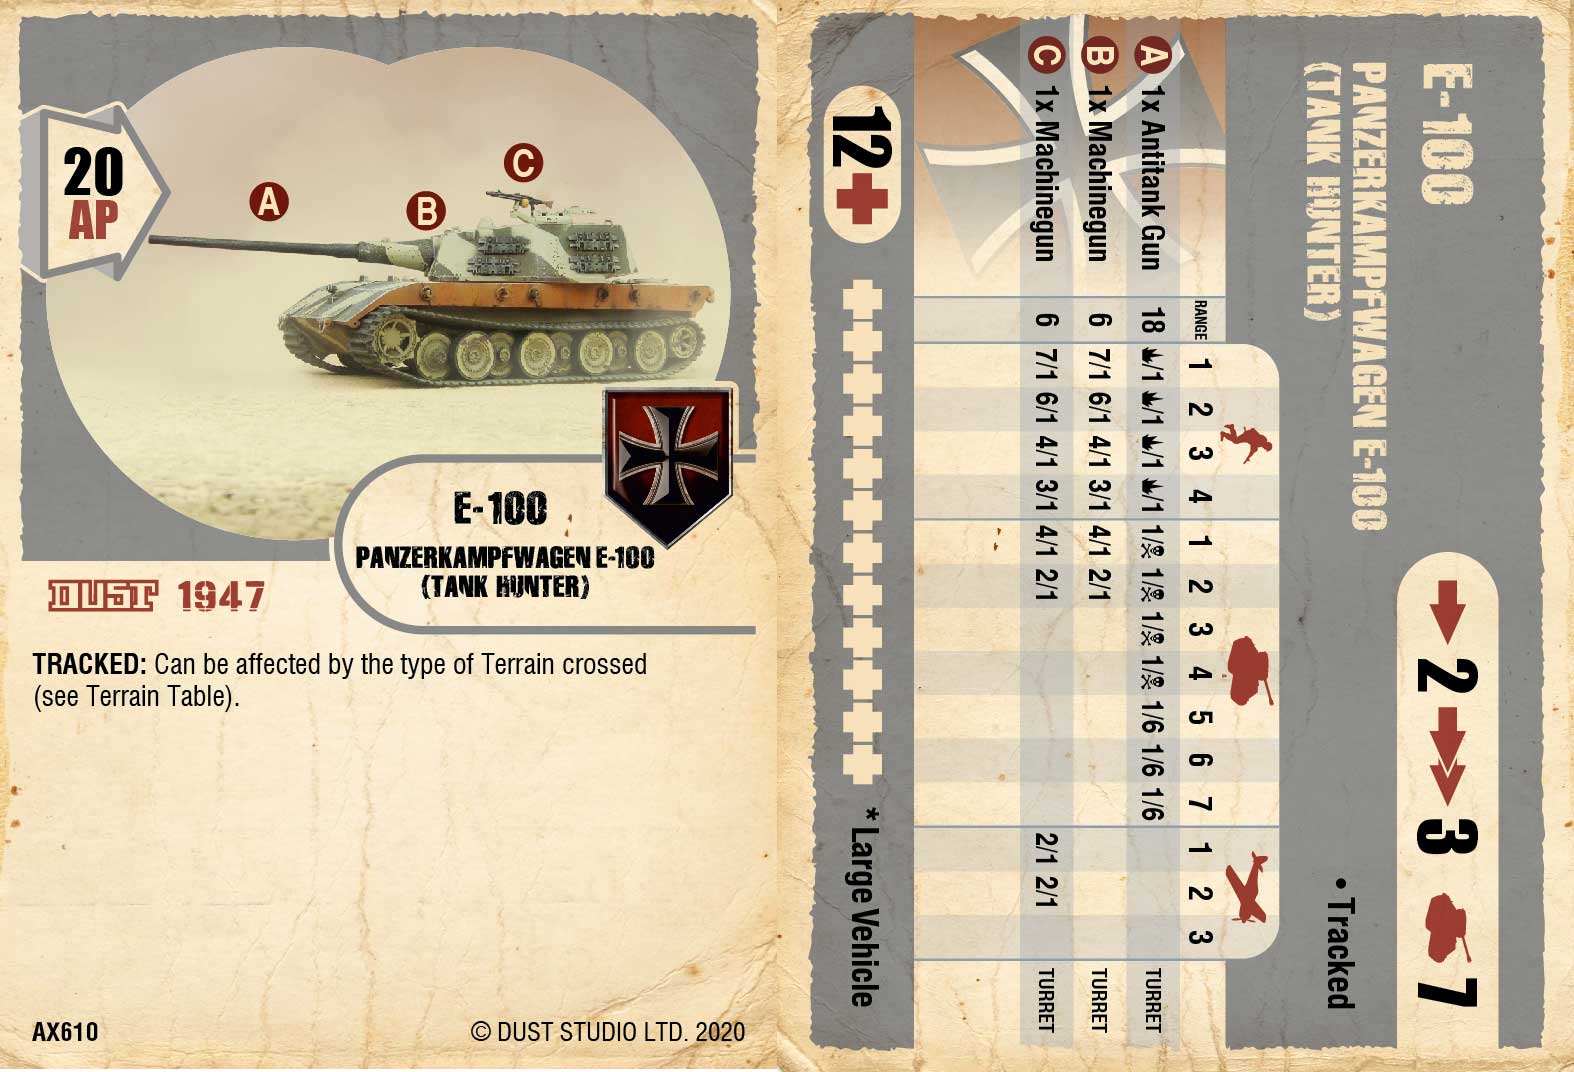 20
AP
A
B
C
E-100
PANZERKAMPFWAGEN E-100
(TANK HUNTER)
DUST 1947
TRACKED: Can be affected by the type of Terrain crossed
(see Terrain Table).
AX610
© DUST STUDIO LTD. 2020
E-100
PANZERKAMPFWAGEN E-100
(TANK HUNTER)
2 3 7
• Tracked
RANGE 1 2 3 4 1 2 3 4 5 6 7 1 2 3
A 1x Antitank Gun 18 /1 /1 /1 /1 1/ 1/ 1/ 1/ 1/6 1/6 1/6 TURRET
B 1x Machinegun 6 7/1 6/1 4/1 3/1 4/1 2/1 TURRET
C 1x Machinegun 6 7/1 6/1 4/1 3/1 4/1 2/1 2/1 2/1 TURRET
12
* Large Vehicle